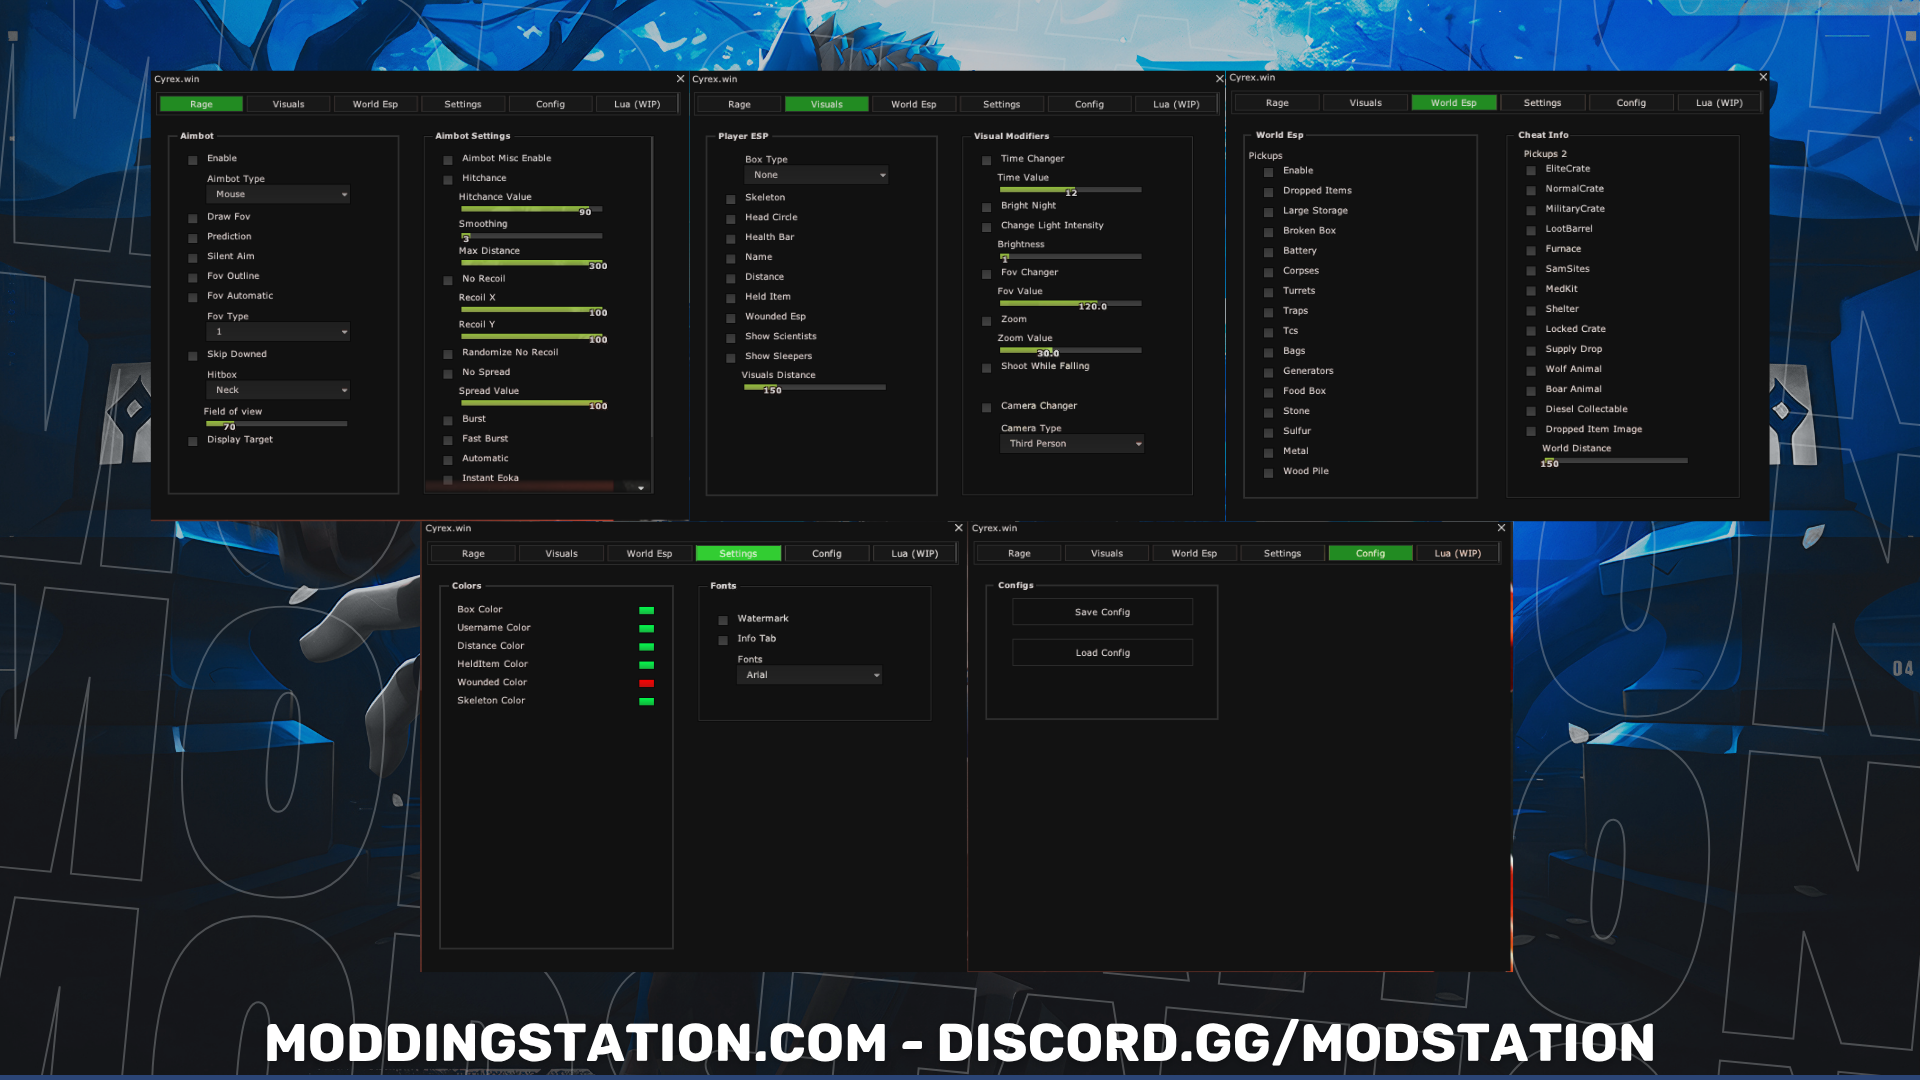 Cyrex.win
Rage Visuals World Esp Settings Config Lua (WIP)
Aimbot
Enable
Aimbot Type
Mouse
Draw Fov
Prediction
Silent Aim
Fov Outline
Fov Automatic
Fov Type
1
Skip Downed
Hitbox
Neck
Field of view
70
Display Target
Aimbot Settings
Aimbot Misc Enable
Hitchance
Hitchance Value
90
Smoothing
3
Max Distance
300
No Recoil
Recoil X
100
Recoil Y
100
Randomize No Recoil
No Spread
Spread Value
100
Burst
Fast Burst
Automatic
Instant Eoka
Cyrex.win
Rage Visuals World Esp Settings Config Lua (WIP)
Player ESP
Box Type
None
Skeleton
Head Circle
Health Bar
Name
Distance
Held Item
Wounded Esp
Show Scientists
Show Sleepers
Visuals Distance
150
Visual Modifiers
Time Changer
Time Value
12
Bright Night
Change Light Intensity
Brightness
1
Fov Changer
Fov Value
120.0
Zoom
Zoom Value
30.0
Shoot While Falling
Camera Changer
Camera Type
Third Person
Cyrex.win
Rage Visuals World Esp Settings Config Lua (WIP)
World Esp
Pickups
Enable
Dropped Items
Large Storage
Broken Box
Battery
Corpses
Turrets
Traps
Tcs
Bags
Generators
Food Box
Stone
Sulfur
Metal
Wood Pile
Cheat Info
Pickups 2
EliteCrate
NormalCrate
MilitaryCrate
LootBarrel
Furnace
SamSites
MedKit
Shelter
Locked Crate
Supply Drop
Wolf Animal
Boar Animal
Diesel Collectable
Dropped Item Image
World Distance
150
Cyrex.win
Rage Visuals World Esp Settings Config Lua (WIP)
Colors
Box Color
Username Color
Distance Color
HeldItem Color
Wounded Color
Skeleton Color
Fonts
Watermark
Info Tab
Fonts
Arial
Cyrex.win
Rage Visuals World Esp Settings Config Lua (WIP)
Configs
Save Config
Load Config
04
MODDINGSTATION.COM - DISCORD.GG/MODSTATION